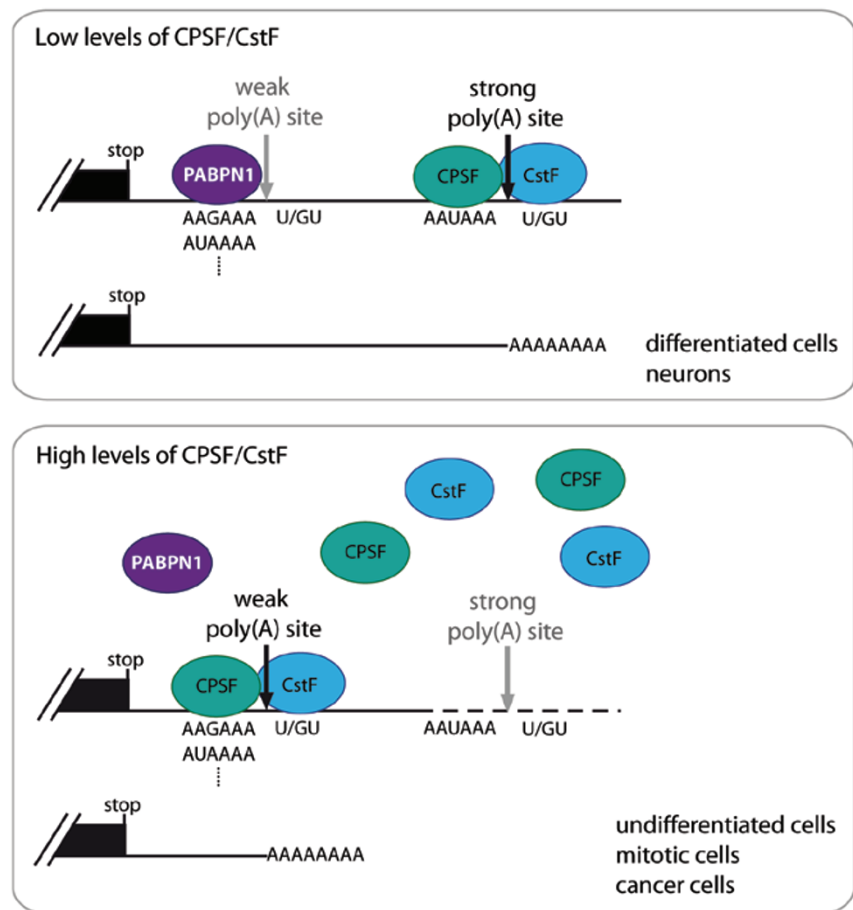 Low levels of CPSF/CstF
weak
poly(A) site
strong
poly(A) site
stop
PABPN1
CPSF
CstF
AAGAAA
U/GU
AAUAAA
U/GU
AUAAAA
stop
AAAAAAAA
differentiated cells
neurons
High levels of CPSF/CstF
CstF
CPSF
PABPN1
CPSF
CstF
weak
poly(A) site
strong
poly(A) site
stop
CPSF
CstF
AAGAAA
U/GU
AAUAAA
U/GU
AUAAAA
stop
AAAAAAAA
undifferentiated cells
mitotic cells
cancer cells